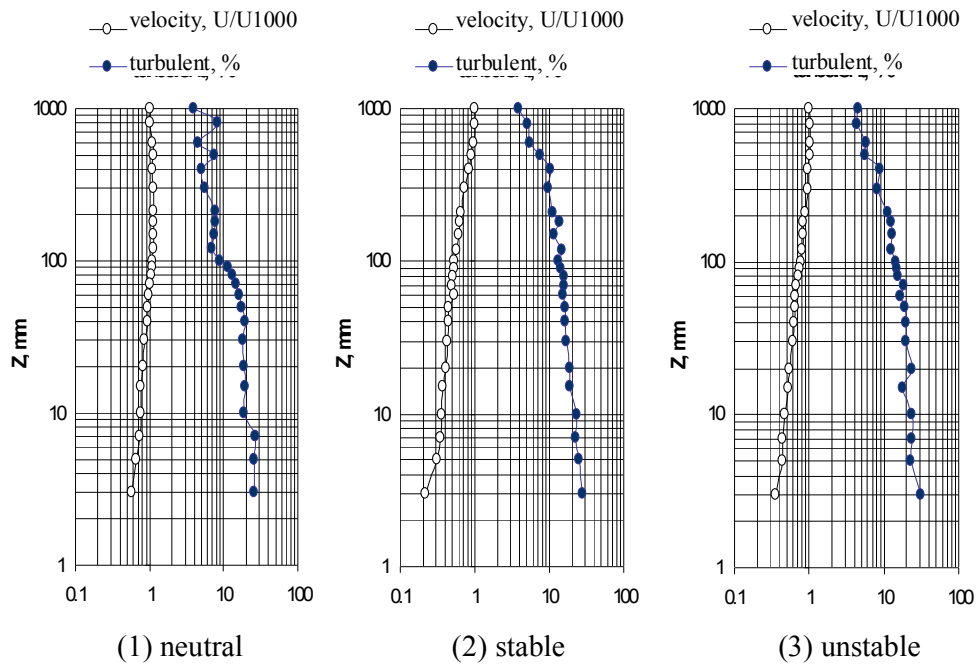 velocity, U/U1000
turbulent, %
velocity, U/U1000
turbulent, %
velocity, U/U1000
turbulent, %
1000
100
10
1
Z, mm
0.1 1 10 100
1000
100
10
1
Z, mm
0.1 1 10 100
1000
100
10
1
Z, mm
0.1 1 10 100
(1) neutral
(2) stable
(3) unstable